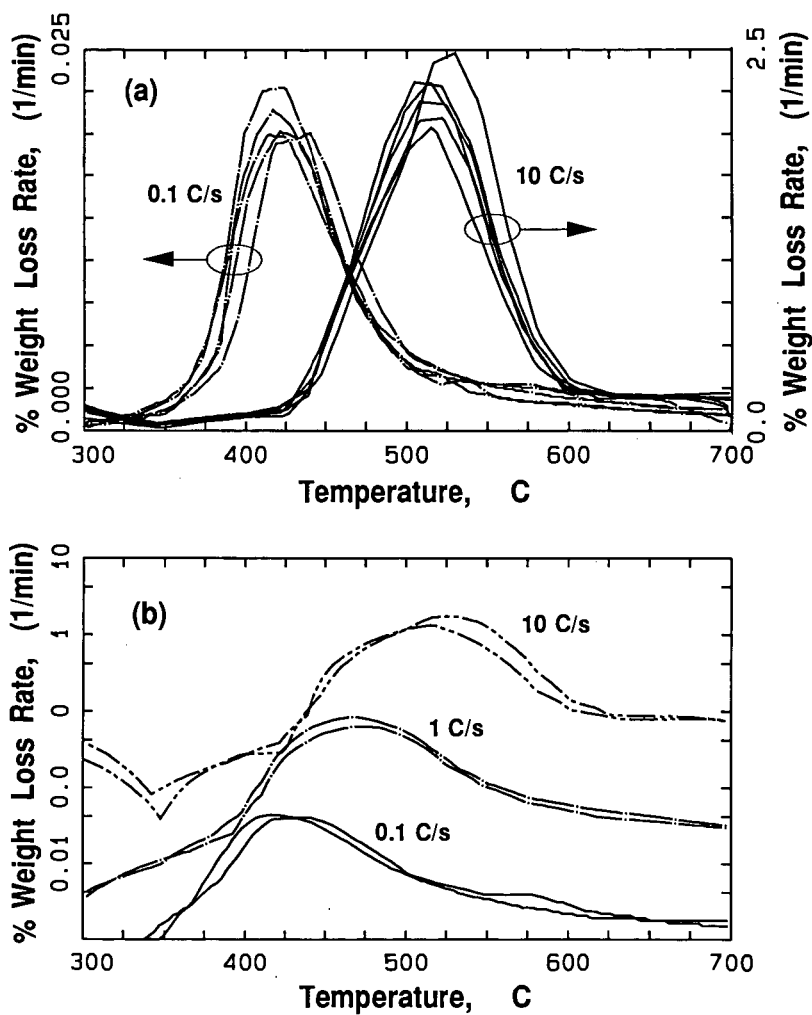 % Weight Loss Rate, (1/min)
0.025
0.000
(a)
0.1 C/s
10 C/s
2.5
0.0
% Weight Loss Rate, (1/min)
300 400 500 600 700
Temperature, C
% Weight Loss Rate, (1/min)
10
1
0
0.0
0.01
(b)
10 C/s
1 C/s
0.1 C/s
300 400 500 600 700
Temperature, C